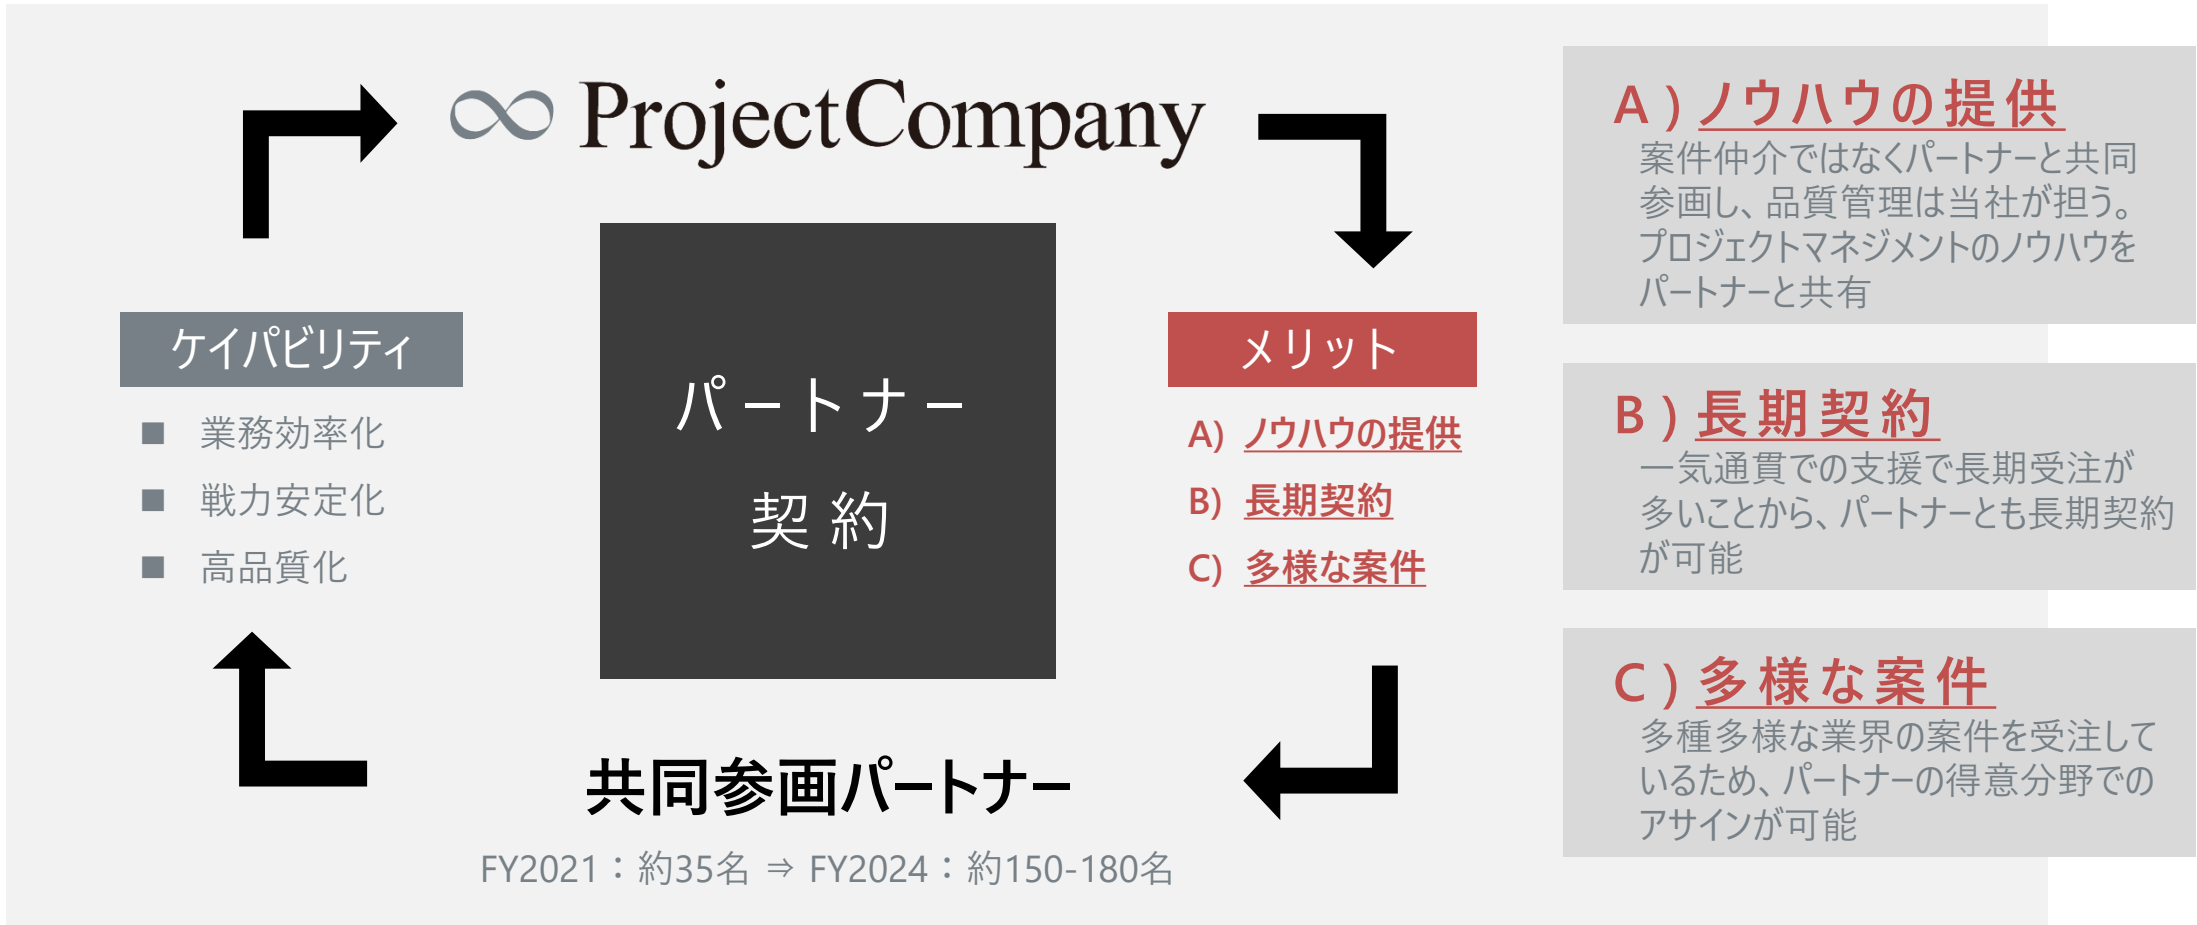 ProjectCompany
ケイパビリティ
■ 業務効率化
■ 戦力安定化
■ 高品質化
パートナー
契約
メリット
A) ノウハウの提供
B) 長期契約
C) 多様な案件
共同参画パートナー
FY2021：約35名 ⇒ FY2024：約150-180名
A）ノウハウの提供
案件仲介ではなくパートナーと共同
参画し、品質管理は当社が担う。
プロジェクトマネジメントのノウハウを
パートナーと共有
B）長期契約
一気通貫での支援で長期受注が
多いことから、パートナーとも長期契約
が可能
C）多様な案件
多種多様な業界の案件を受注して
いるため、パートナーの得意分野での
アサインが可能